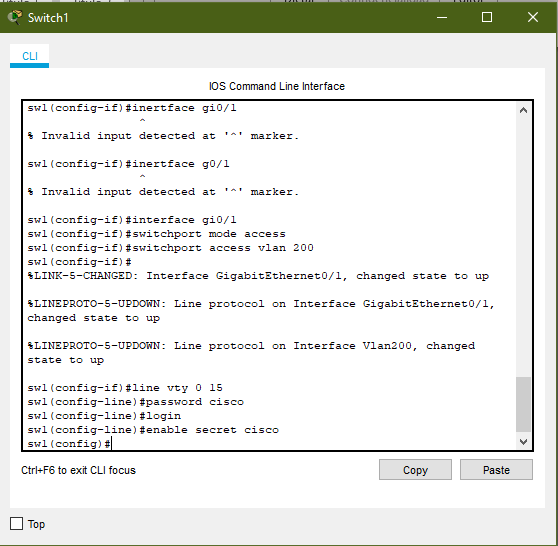 Switch1
CLI
IOS Command Line Interface
sw1(config-if)#inertface gi0/1
^
% Invalid input detected at '^' marker.
sw1(config-if)#inertface g0/1
^
% Invalid input detected at '^' marker.
sw1(config-if)#interface gi0/1
sw1(config-if)#switchport mode access
sw1(config-if)#switchport access vlan 200
sw1(config-if)#
%LINK-5-CHANGED: Interface GigabitEthernet0/1, changed state to up
%LINEPROTO-5-UPDOWN: Line protocol on Interface GigabitEthernet0/1,
changed state to up
%LINEPROTO-5-UPDOWN: Line protocol on Interface Vlan200, changed
state to up
sw1(config-if)#line vty 0 15
sw1(config-line)#password cisco
sw1(config-line)#login
sw1(config-line)#enable secret cisco
sw1(config)#
Ctrl+F6 to exit CLI focus
Copy
Paste
Top